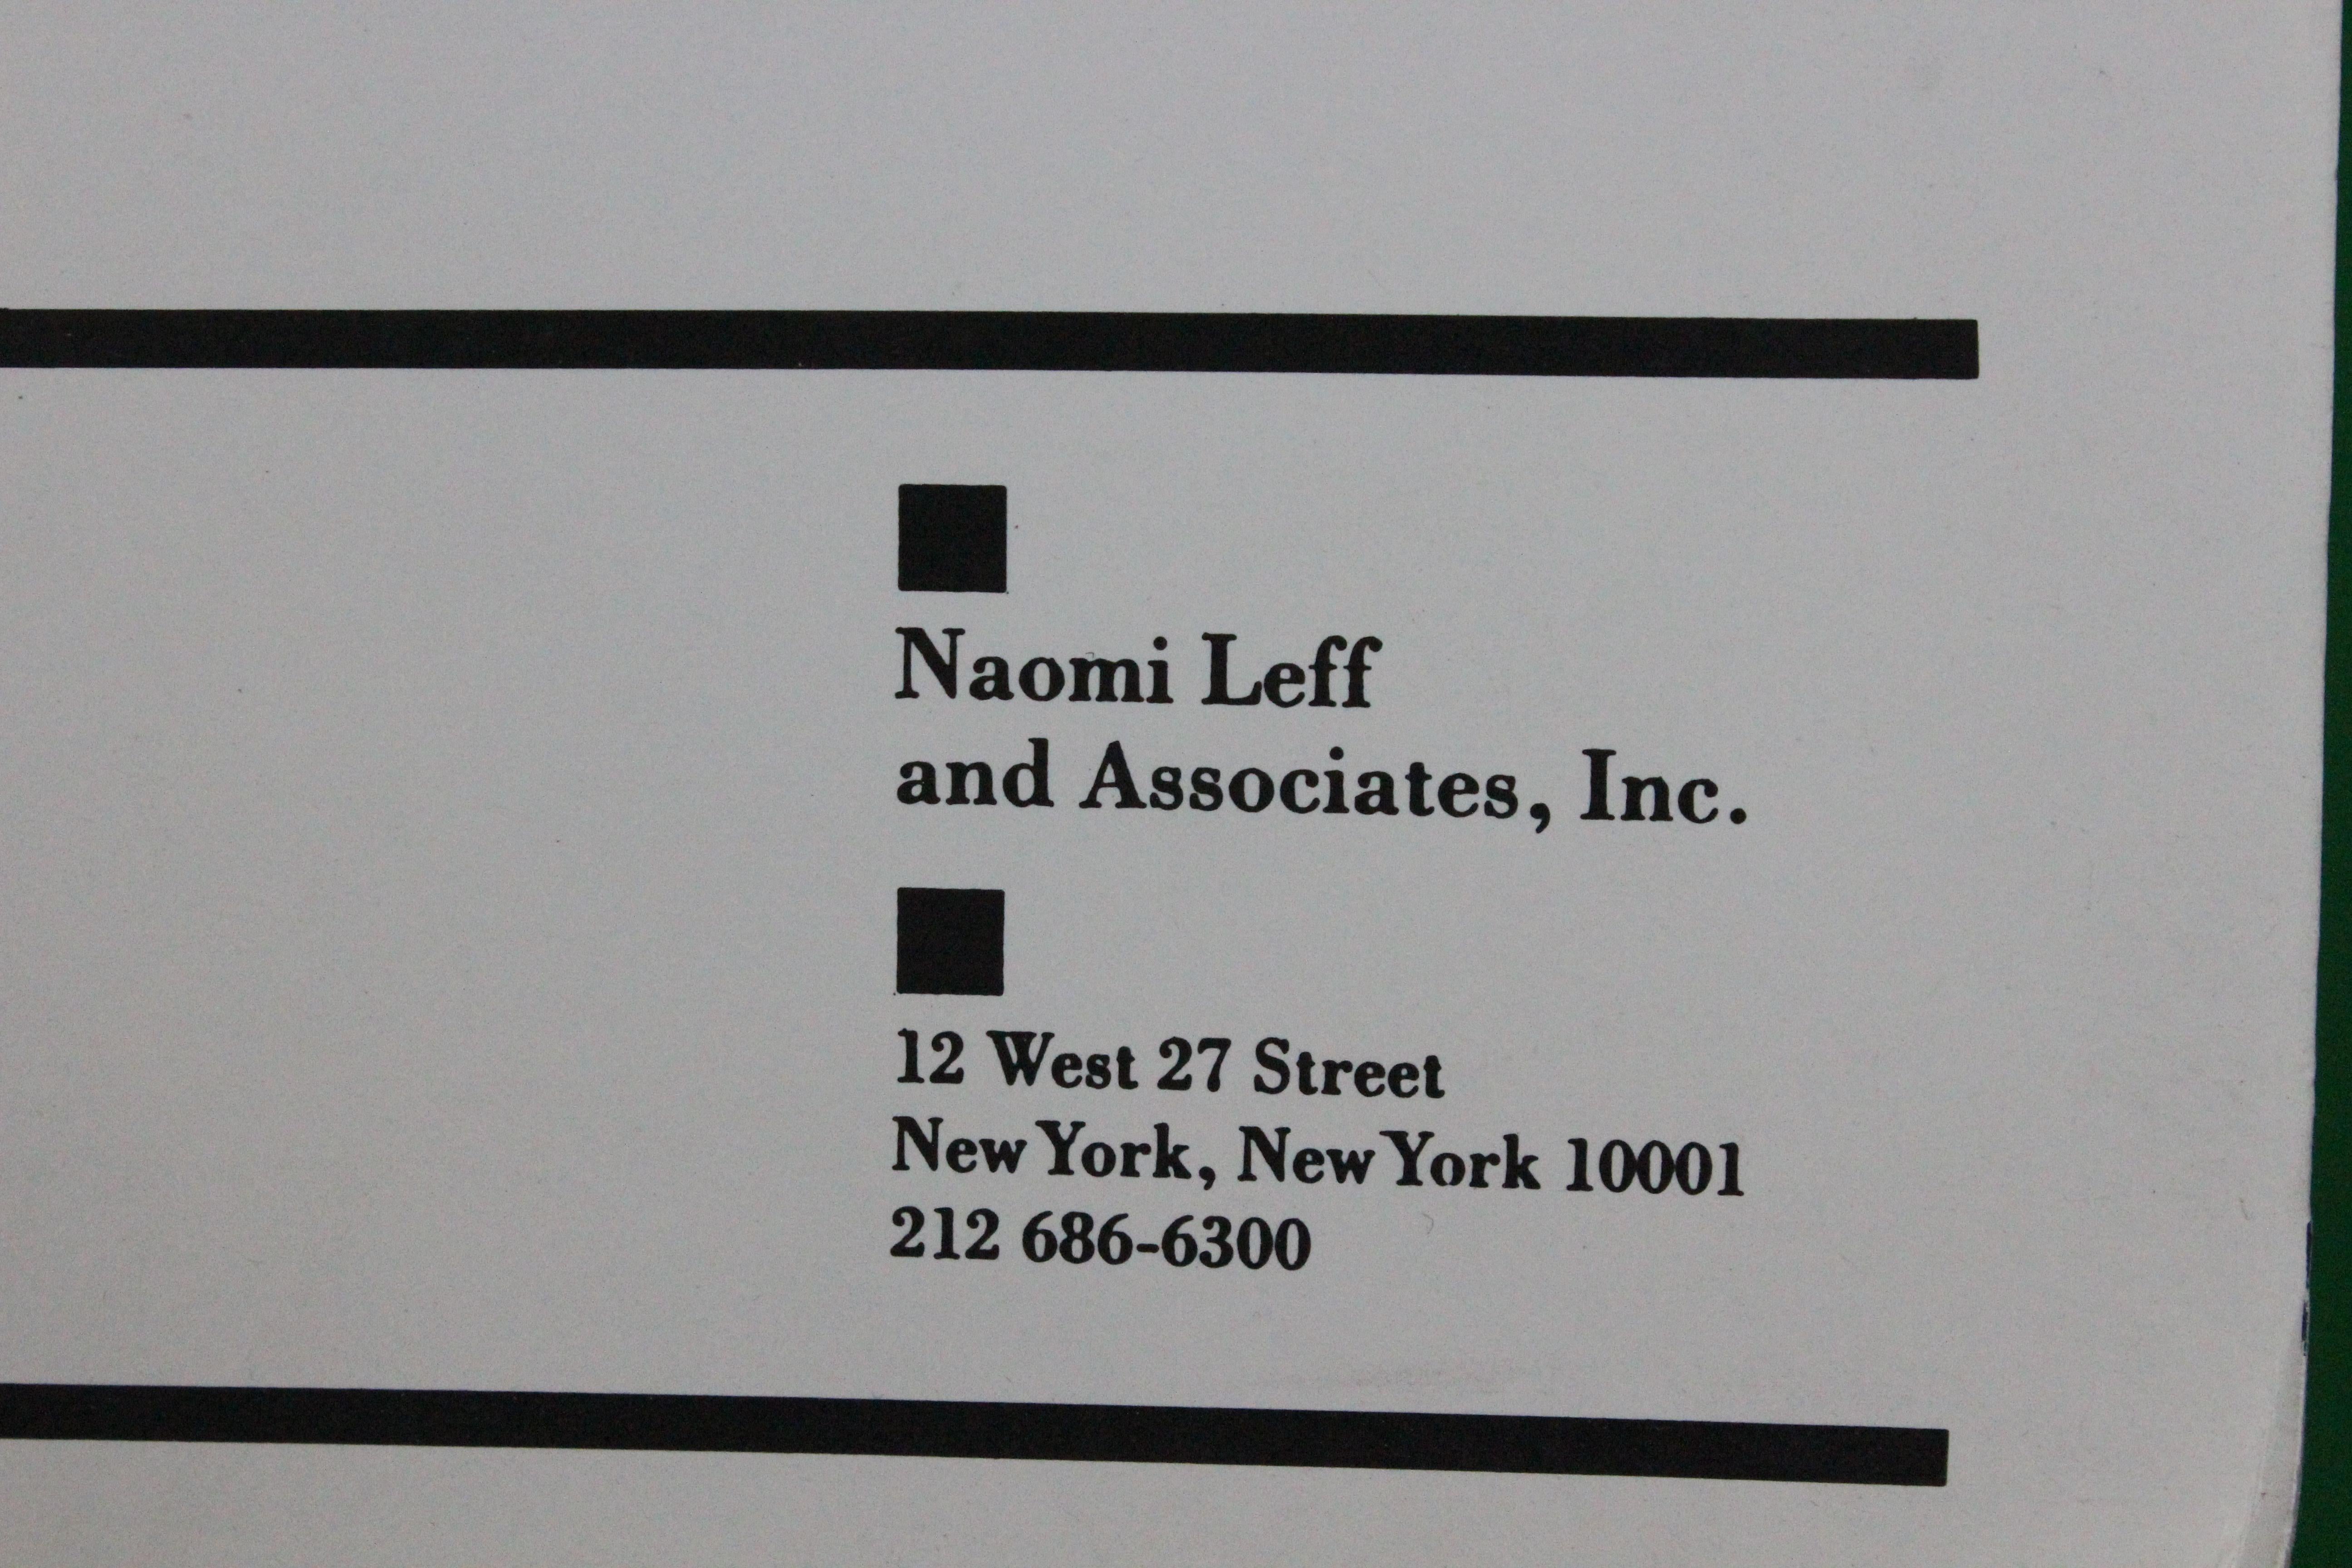 Naomi Leff
and Associates, Inc.
12 West 27 Street
New York, New York 10001
212 686-6300